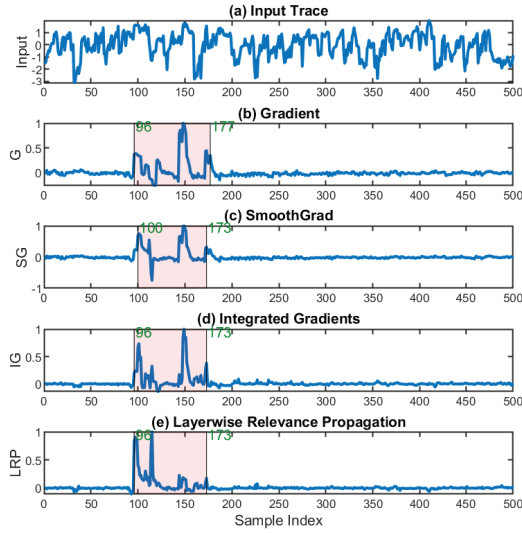 (a) Input Trace
Input
1
0
-1
-2
-3
0 50 100 150 200 250 300 350 400 450 500
(b) Gradient
G
1
0.5
0
96 177
0 50 100 150 200 250 300 350 400 450 500
(c) SmoothGrad
SG
1
0
-1
100 173
0 50 100 150 200 250 300 350 400 450 500
(d) Integrated Gradients
IG
1
0.5
0
96 173
0 50 100 150 200 250 300 350 400 450 500
(e) Layerwise Relevance Propagation
LRP
1
0.5
0
96 173
0 50 100 150 200 250 300 350 400 450 500
Sample Index